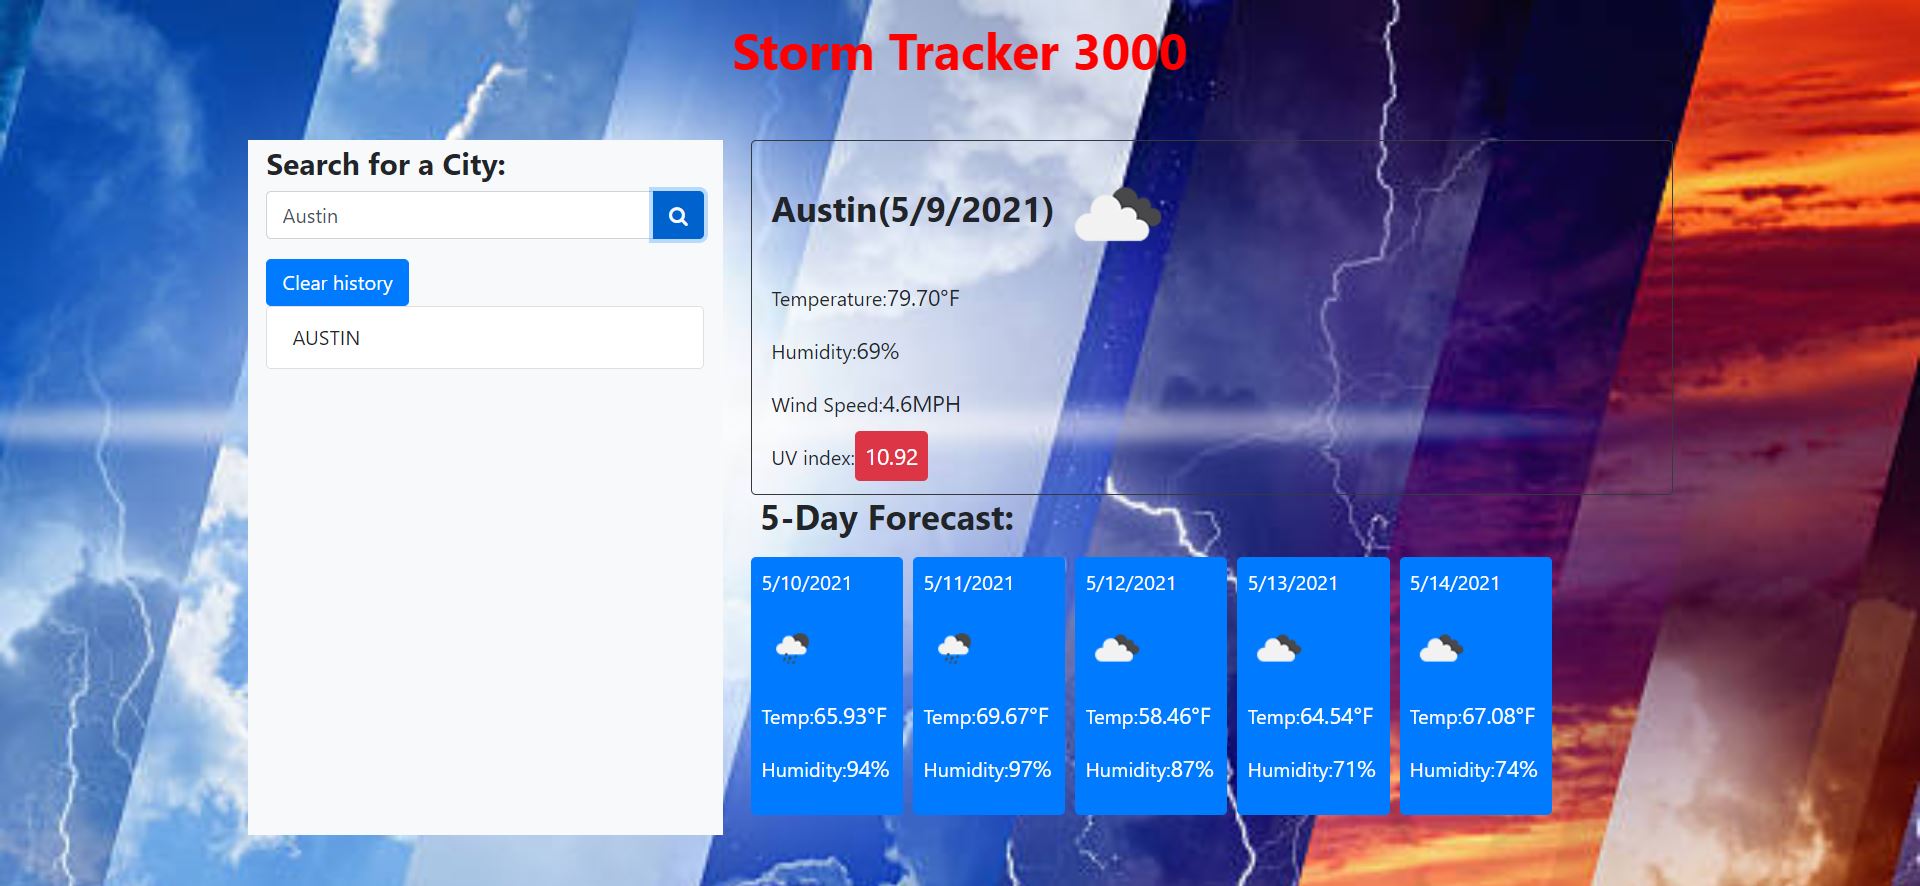 Storm Tracker 3000
Search for a City:
Austin
Clear history
AUSTIN
Austin(5/9/2021)
Temperature:79.70°F
Humidity:69%
Wind Speed:4.6MPH
UV index:10.92
5-Day Forecast:
5/10/2021
Temp:65.93°F
Humidity:94%
5/11/2021
Temp:69.67°F
Humidity:97%
5/12/2021
Temp:58.46°F
Humidity:87%
5/13/2021
Temp:64.54°F
Humidity:71%
5/14/2021
Temp:67.08°F
Humidity:74%